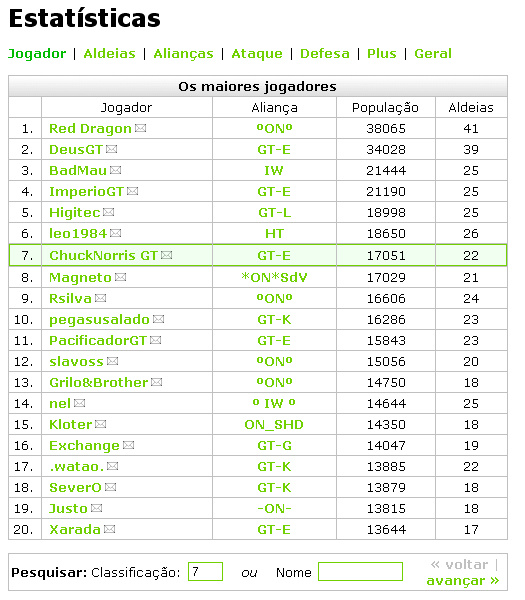 Estatísticas
Jogador | Aldeias | Alianças | Ataque | Defesa | Plus | Geral
Os maiores jogadores
Jogador Aliança População Aldeias
1. Red Dragon ºONº 38065 41
2. DeusGT GT-E 34028 39
3. BadMau IW 21444 25
4. ImperioGT GT-E 21190 25
5. Higitec GT-L 18998 25
6. leo1984 HT 18650 26
7. ChuckNorris GT GT-E 17051 22
8. Magneto *ON*SdV 17029 21
9. Rsilva ºONº 16606 24
10. pegasusalado GT-K 16286 23
11. PacificadorGT GT-E 15843 23
12. slavoss ºONº 15056 20
13. Grilo&Brother ºONº 14750 18
14. nel º IW º 14644 25
15. Kloter ON_SHD 14350 18
16. Exchange GT-G 14047 19
17. .watao. GT-K 13885 22
18. SeverO GT-K 13879 18
19. Justo -ON- 13815 18
20. Xarada GT-E 13644 17
Pesquisar: Classificação: 7 ou Nome « voltar |
avançar »